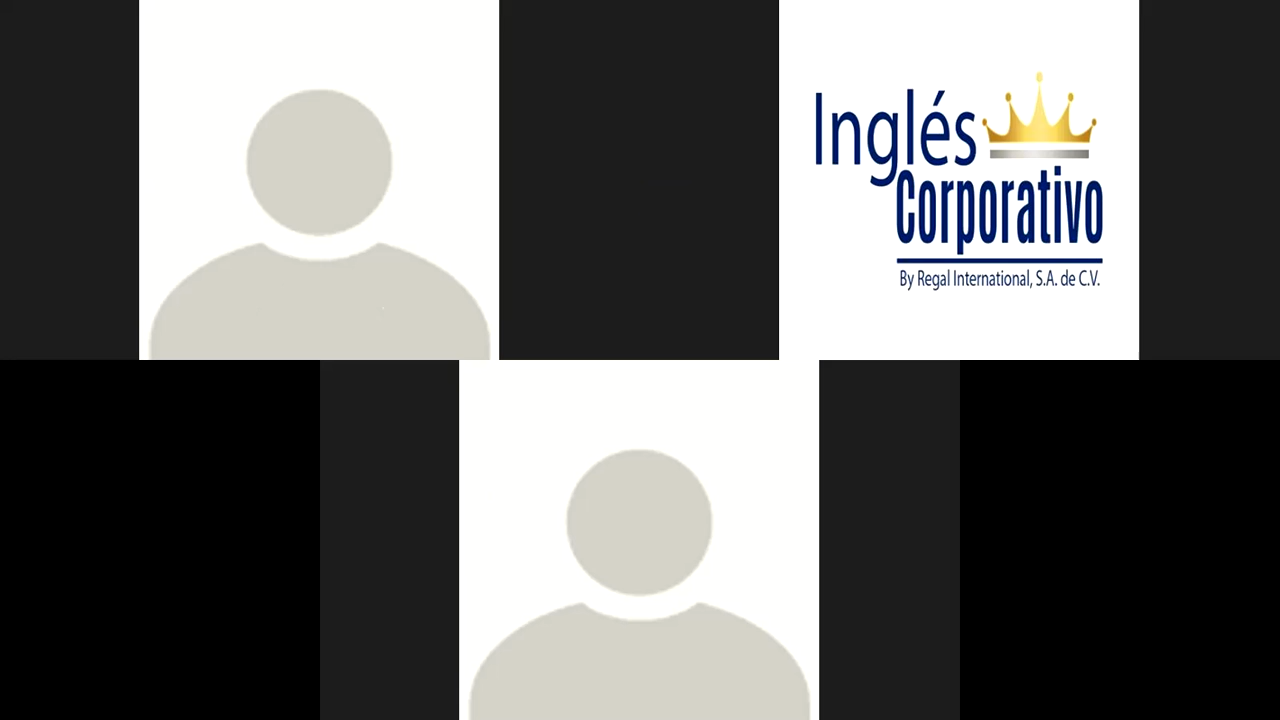 Inglés
Corporativo
By Regal International, S.A. de C.V.